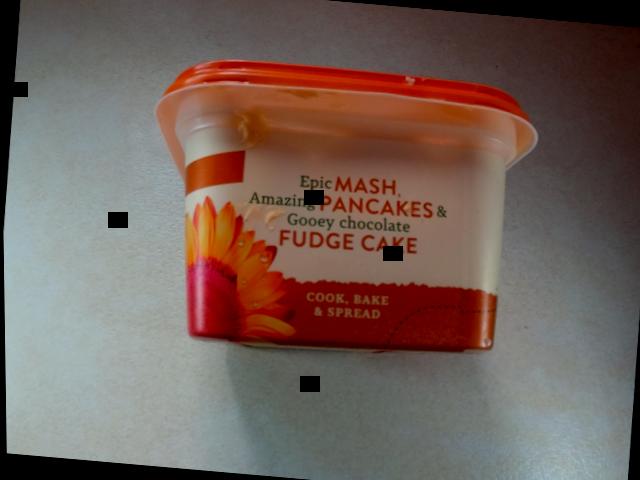 Epic MASH,
Amazing PANCAKES &
Gooey chocolate
FUDGE CAKE
COOK, BAKE
& SPREAD